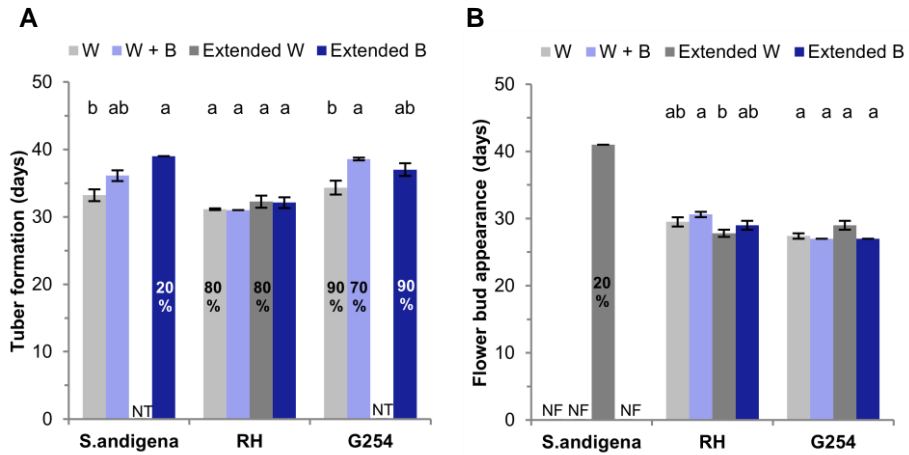 A
W W + B Extended W Extended B
Tuber formation (days)
50
40
30
20
10
0
b ab a a a a a b a ab
20
%
80
%
80
%
90
%
70
%
90
%
NT
NT
S.andigena RH G254
B
W W + B Extended W Extended B
Flower bud appearance (days)
50
40
30
20
10
0
ab a b ab a a a a
20
%
NF NF NF
S.andigena RH G254